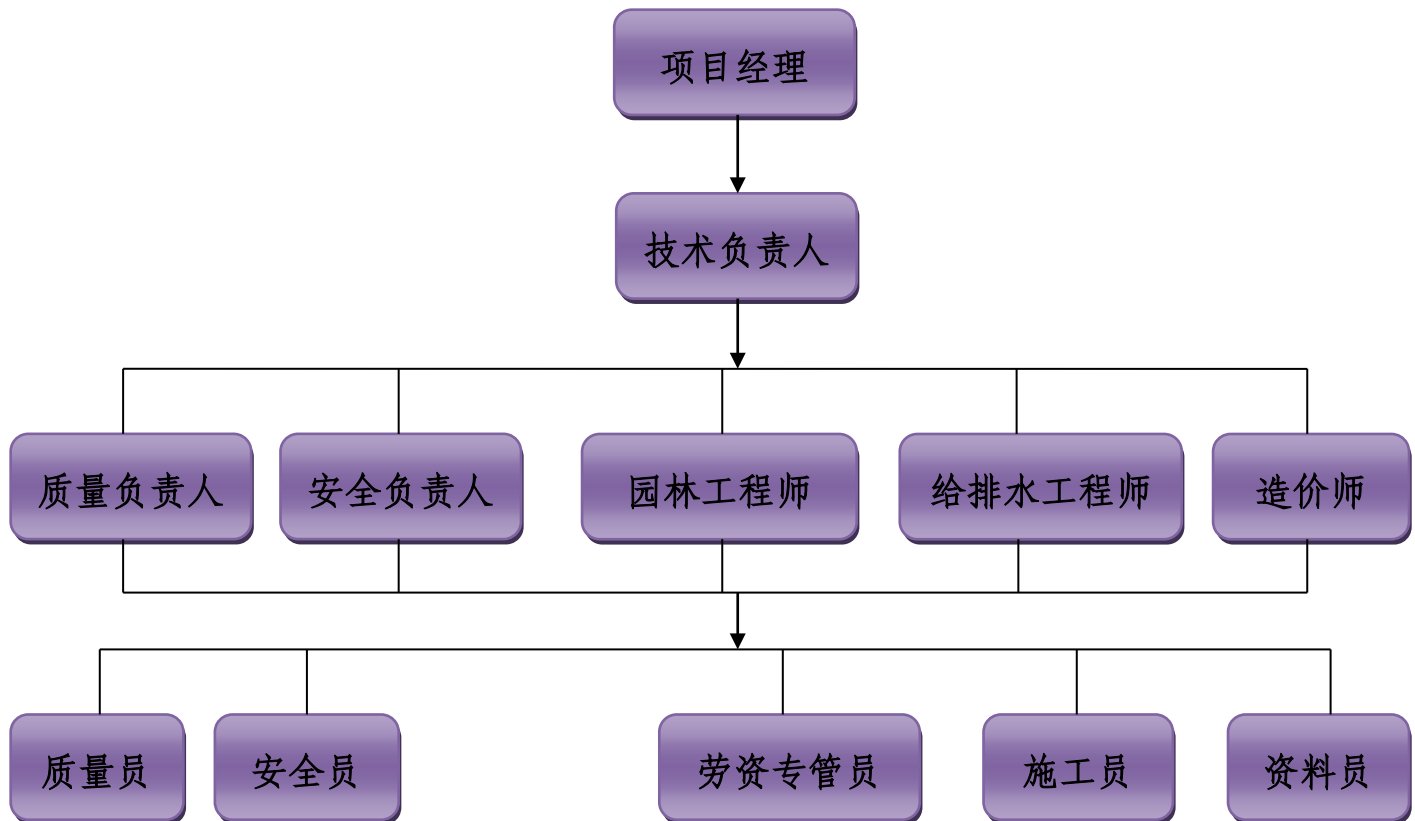 项目经理
技术负责人
质量负责人
安全负责人
园林工程师
给排水工程师
造价师
质量员
安全员
劳资专管员
施工员
资料员